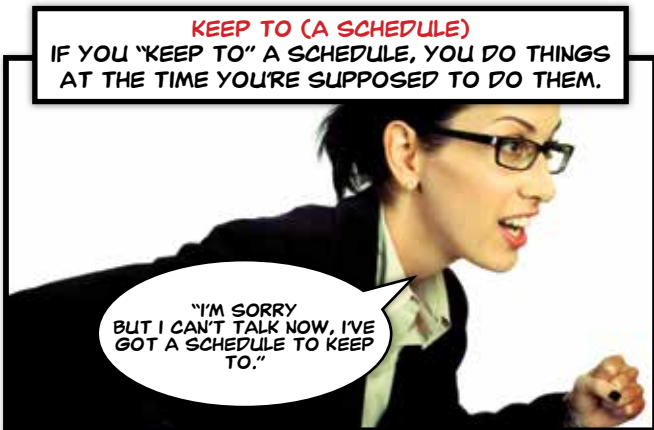 KEEP TO (A SCHEDULE)
IF YOU “KEEP TO” A SCHEDULE, YOU DO THINGS
AT THE TIME YOU'RE SUPPOSED TO DO THEM.
“I'M SORRY
BUT I CAN'T TALK NOW, I'VE
GOT A SCHEDULE TO KEEP
TO.”